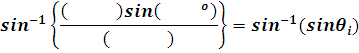 sin⁻¹ { (      )sin(      °) / (      ) } = sin⁻¹(sinθᵢ)